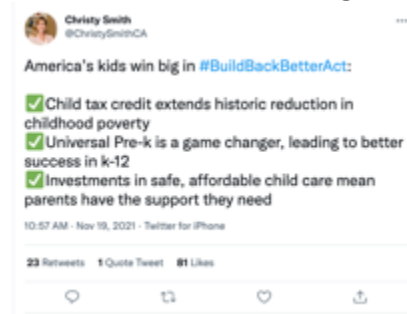 Christy Smith
@ChristySmithCA
America's kids win big in #BuildBackBetterAct:
✅Child tax credit extends historic reduction in
childhood poverty
✅Universal Pre-k is a game changer, leading to better
success in k-12
✅Investments in safe, affordable child care mean
parents have the support they need
10:57 AM · Nov 19, 2021 · Twitter for iPhone
23 Retweets 1 Quote Tweet 81 Likes